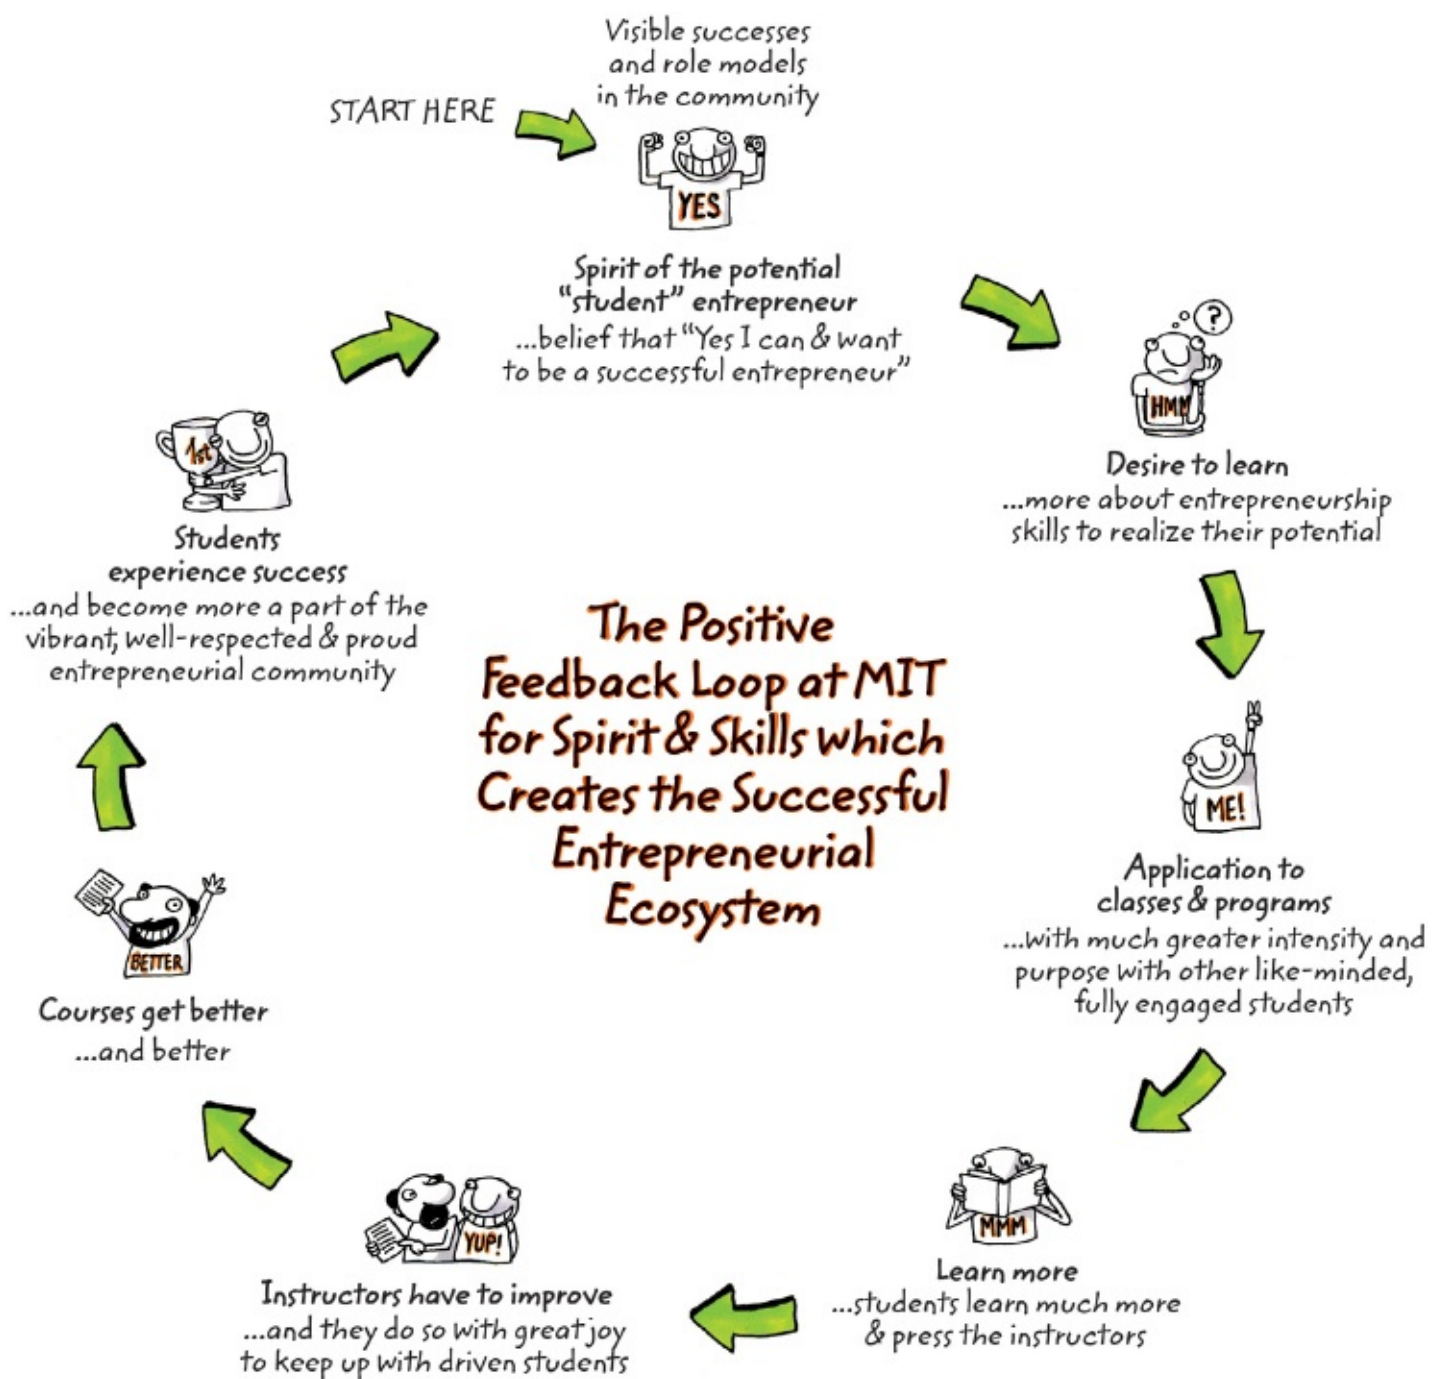 START HERE
Visible successes
and role models
in the community
YES
Spirit of the potential
“student” entrepreneur
...belief that “Yes I can & want
to be a successful entrepreneur”
?
HMM
Desire to learn
...more about entrepreneurship
skills to realize their potential
ME!
Application to
classes & programs
...with much greater intensity and
purpose with other like-minded,
fully engaged students
MMM
Learn more
...students learn much more
& press the instructors
YUP!
Instructors have to improve
...and they do so with great joy
to keep up with driven students
BETTER
Courses get better
...and better
1st
Students
experience success
...and become more a part of the
vibrant, well-respected & proud
entrepreneurial community
The Positive
Feedback Loop at MIT
for Spirit & Skills which
Creates the Successful
Entrepreneurial
Ecosystem